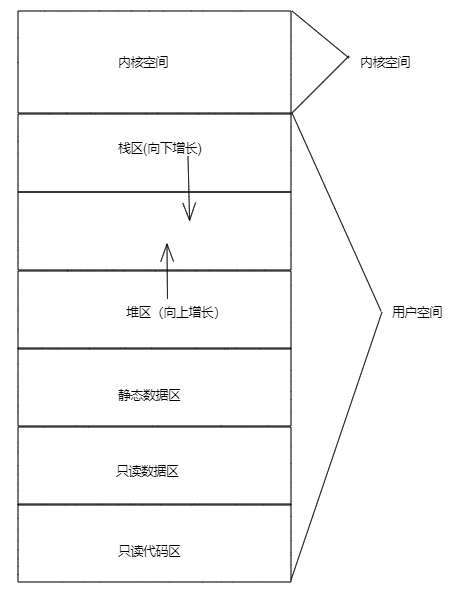 内核空间
内核空间
栈区(向下增长)
堆区（向上增长）
用户空间
静态数据区
只读数据区
只读代码区